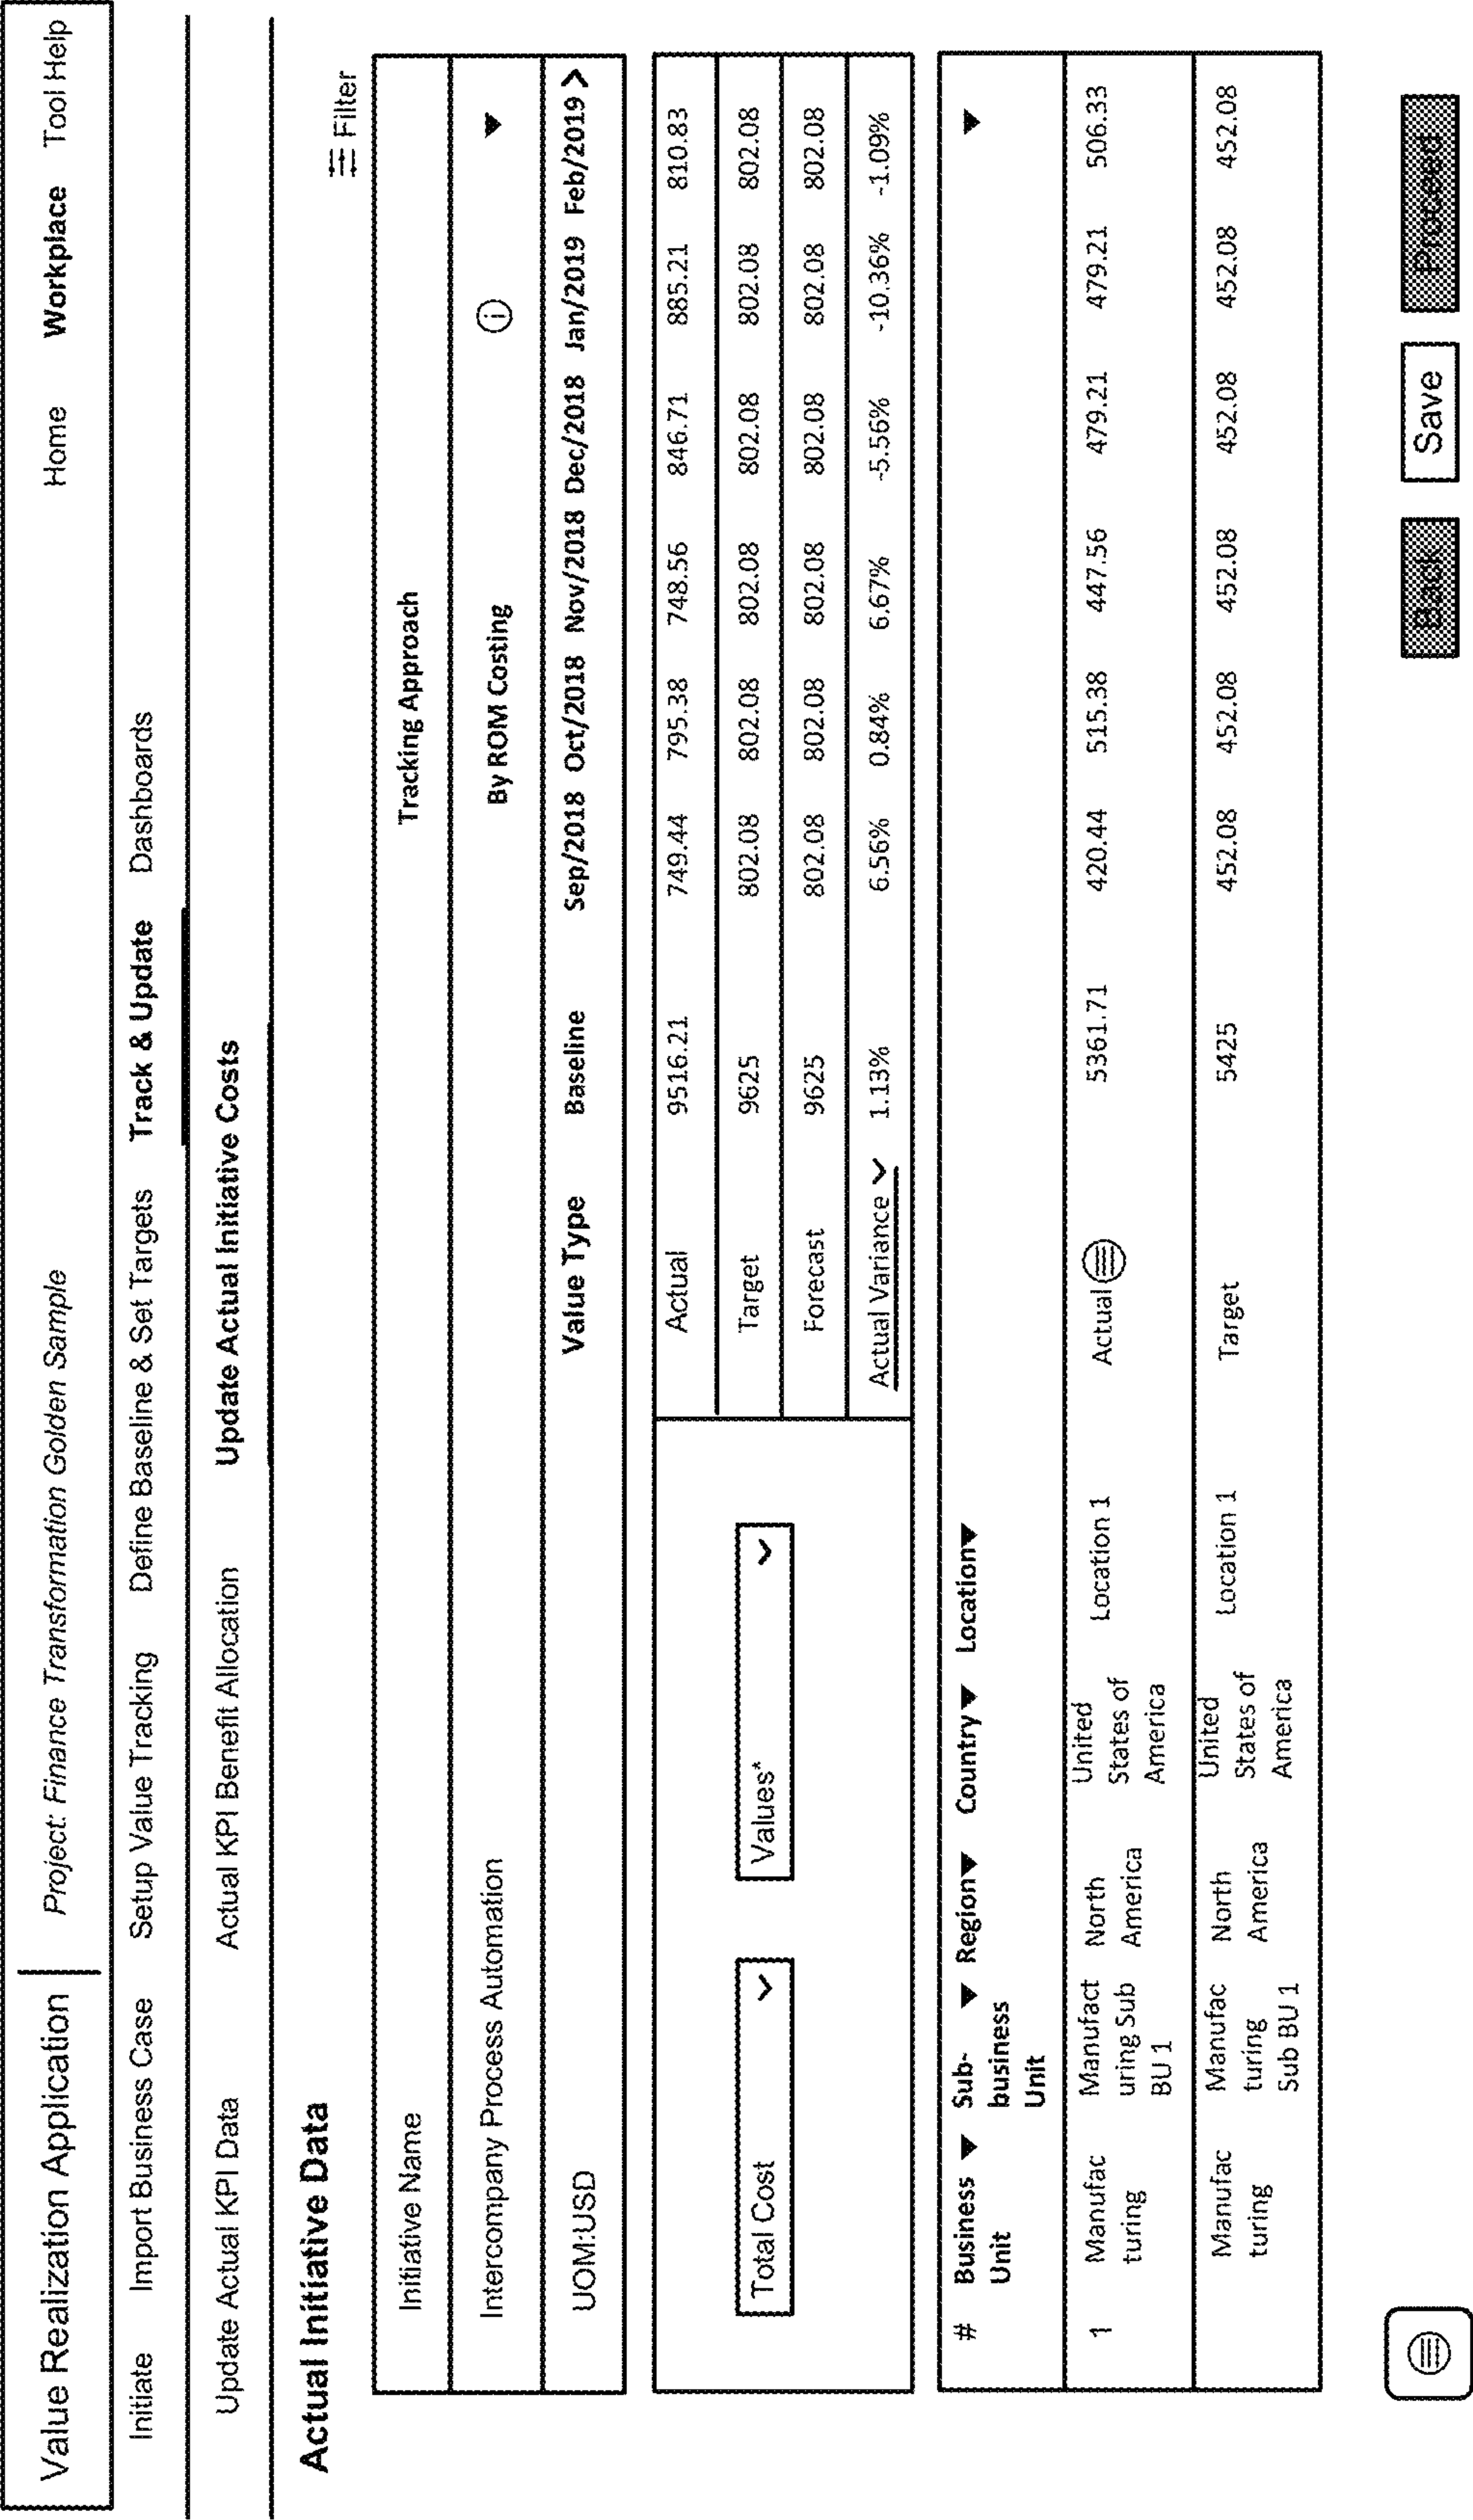 Value Realization Application Project: Finance Transformation Golden Sample Home Workplace Tool Help
Initiate Import Business Case Setup Value Tracking Define Baseline & Set Targets Track & Update Dashboards
Update Actual KPI Data Actual KPI Benefit Allocation Update Actual Initiative Costs
Actual Initiative Data
Filter
Initiative Name Tracking Approach
Intercompany Process Automation By ROM Costing i
UOM:USD Value Type Baseline Sep/2018 Oct/2018 Nov/2018 Dec/2018 Jan/2019 Feb/2019 >
Actual 9516.21 749.44 795.38 748.56 846.71 885.21 810.83
Total Cost Values* Target 9625 802.08 802.08 802.08 802.08 802.08 802.08
Forecast 9625 802.08 802.08 802.08 802.08 802.08 802.08
Actual Variance 1.13% 6.56% 0.84% 6.67% -5.56% -10.36% -1.09%
# Business Sub- Region Country Location
Unit business
Unit
1 Manufac Manufact North United Location 1 Actual 5361.71 420.44 515.38 447.56 479.21 479.21 506.33
turing uring Sub America States of
BU 1 America
Manufac Manufac North United Location 1 Target 5425 452.08 452.08 452.08 452.08 452.08 452.08
turing turing America States of
Sub BU 1 America
Back Save Proceed